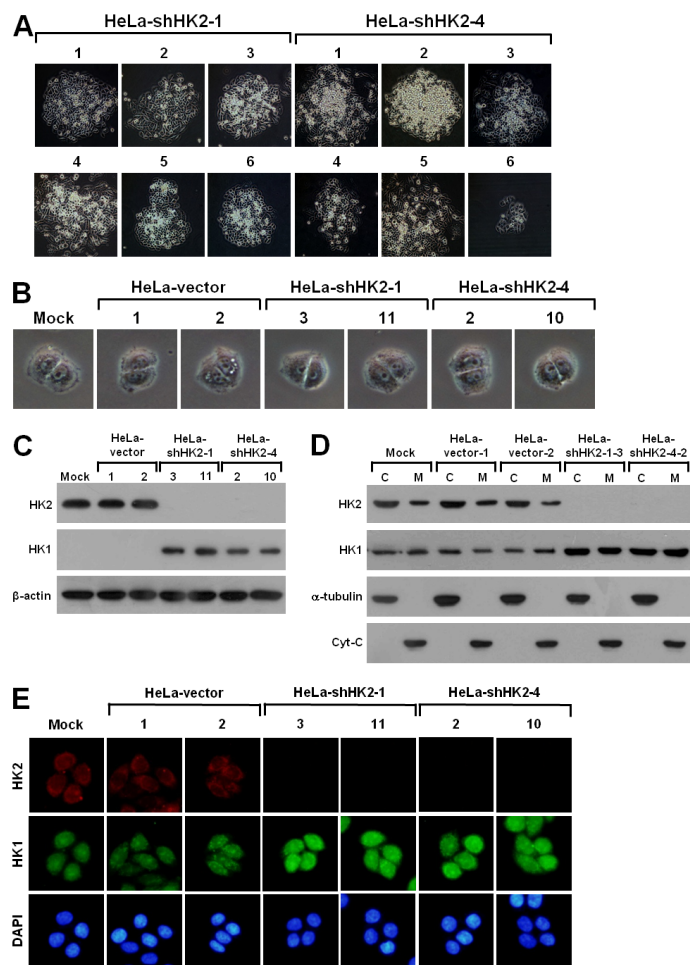 A
HeLa-shHK2-1 HeLa-shHK2-4
1 2 3 1 2 3
4 5 6 4 5 6
B
HeLa-vector HeLa-shHK2-1 HeLa-shHK2-4
Mock 1 2 3 11 2 10
C
HeLa-vector HeLa-shHK2-1 HeLa-shHK2-4
Mock 1 2 3 11 2 10
HK2
HK1
β-actin
D
Mock HeLa-vector-1 HeLa-vector-2 HeLa-shHK2-1-3 HeLa-shHK2-4-2
C M C M C M C M C M
HK2
HK1
α-tubulin
Cyt-C
E
HeLa-vector HeLa-shHK2-1 HeLa-shHK2-4
Mock 1 2 3 11 2 10
HK2
HK1
DAPI